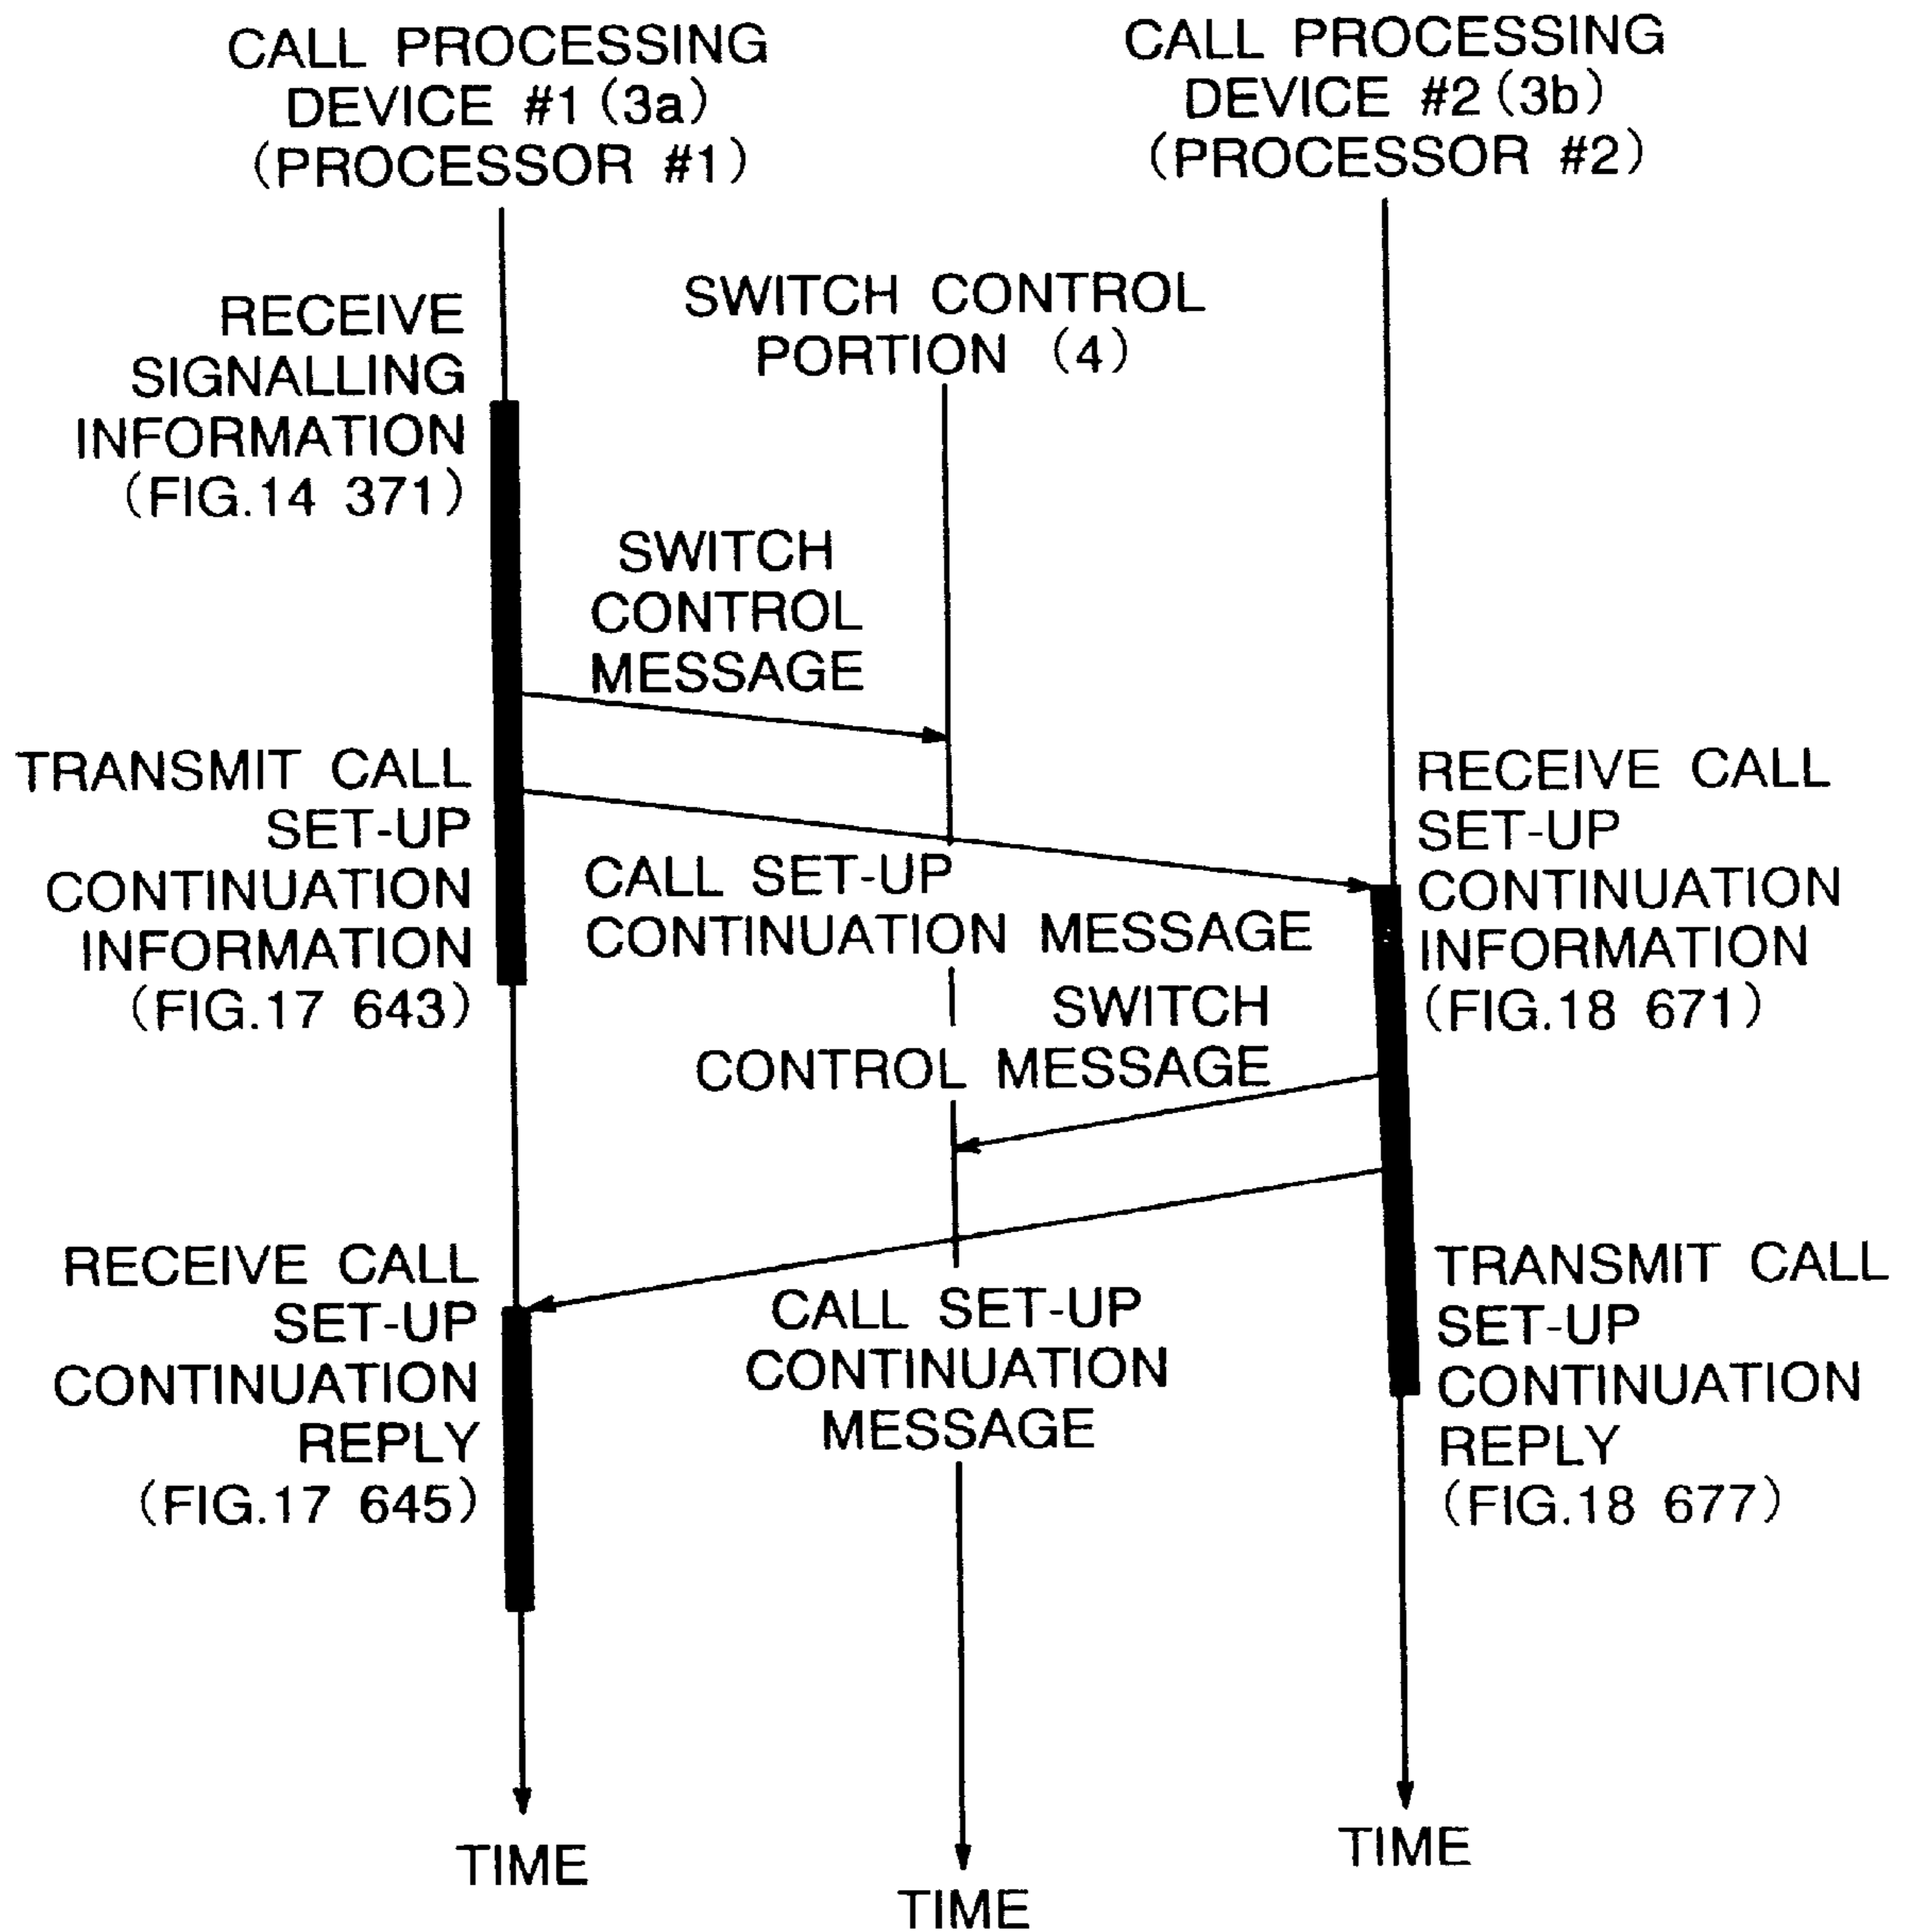 CALL PROCESSING
DEVICE #1 (3a)
(PROCESSOR #1)
CALL PROCESSING
DEVICE #2 (3b)
(PROCESSOR #2)
SWITCH CONTROL
PORTION (4)
RECEIVE
SIGNALLING
INFORMATION
(FIG.14 371)
SWITCH
CONTROL
MESSAGE
TRANSMIT CALL
SET-UP
CONTINUATION
INFORMATION
(FIG.17 643)
CALL SET-UP
CONTINUATION MESSAGE
RECEIVE CALL
SET-UP
CONTINUATION
INFORMATION
(FIG.18 671)
SWITCH
CONTROL MESSAGE
RECEIVE CALL
SET-UP
CONTINUATION
REPLY
(FIG.17 645)
CALL SET-UP
CONTINUATION
MESSAGE
TRANSMIT CALL
SET-UP
CONTINUATION
REPLY
(FIG.18 677)
TIME
TIME
TIME